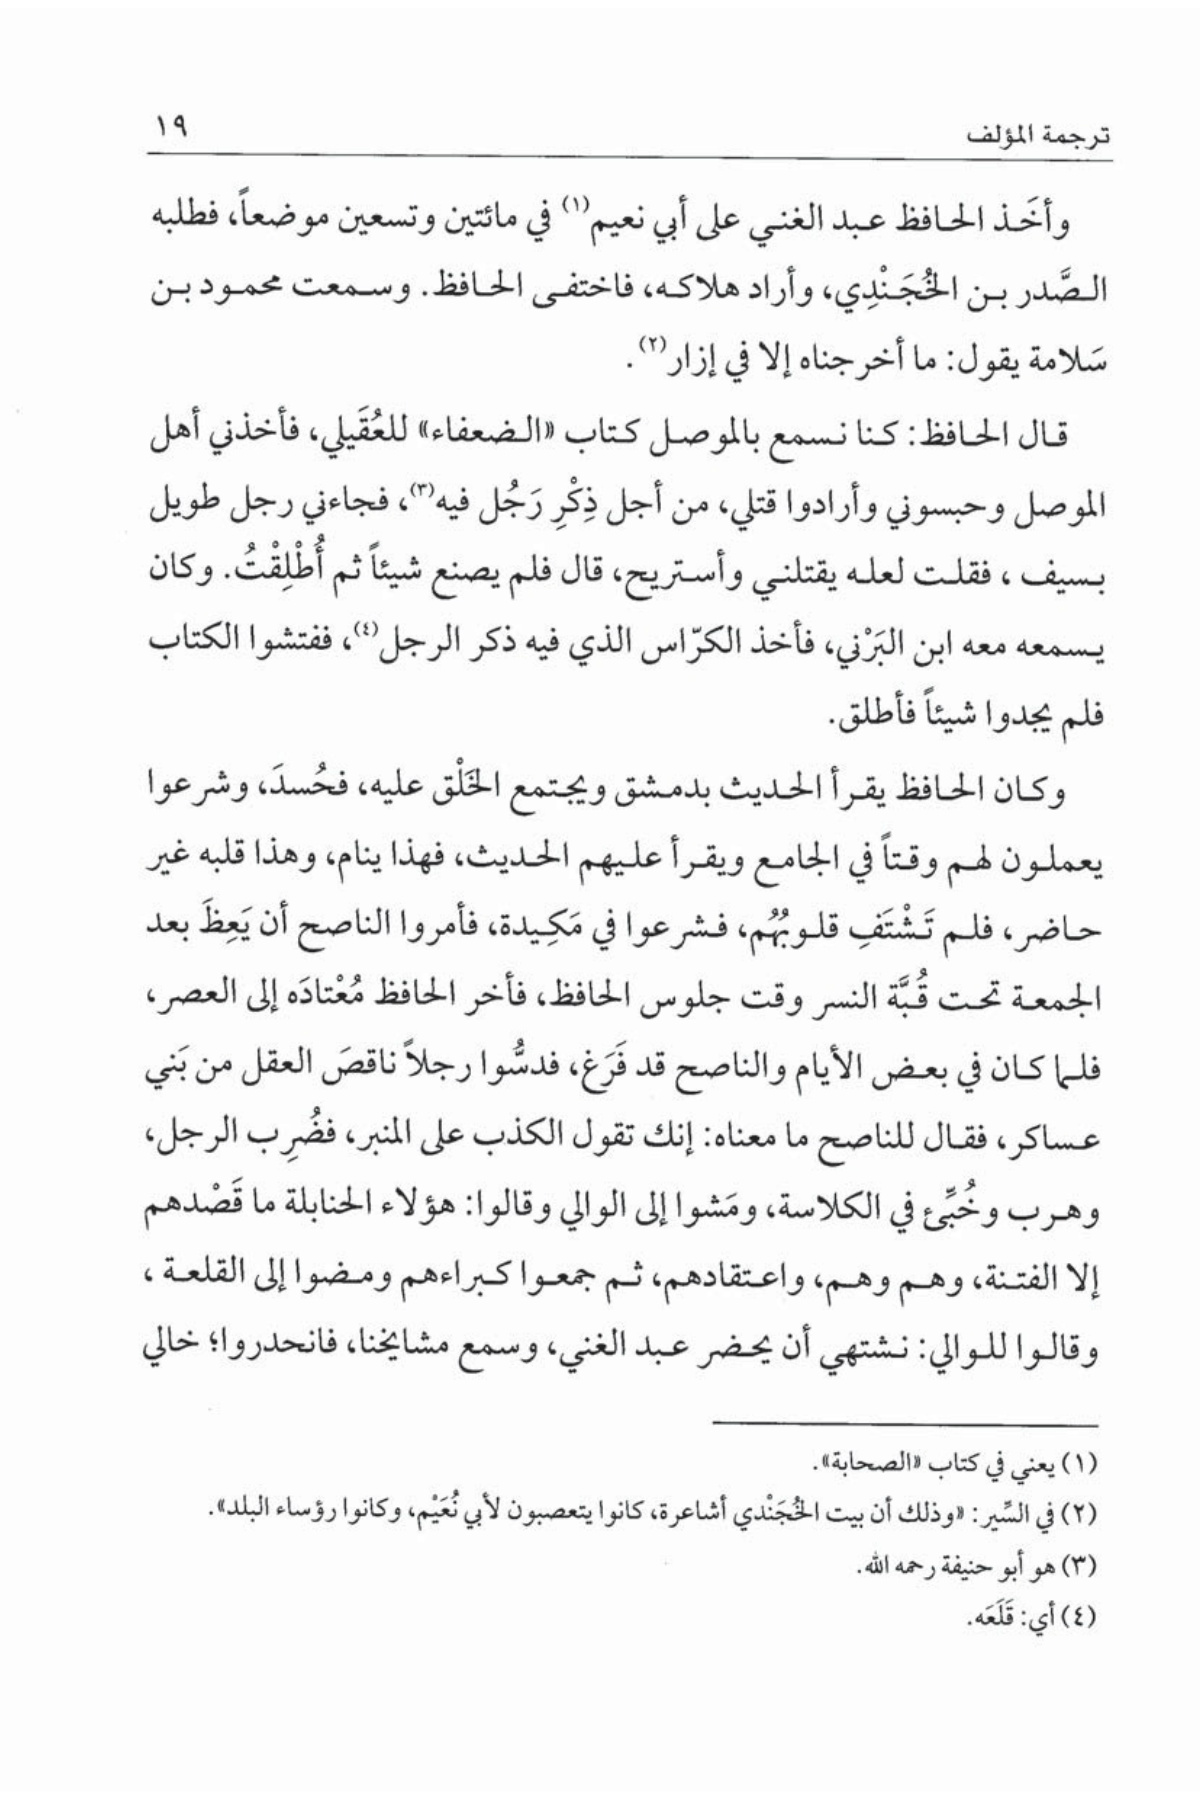 ترجمة المؤلف ١٩
وأخَذ الحافظ عبد الغني على أبي نعيم(١) في مائتين وتسعين موضعاً، فطلبه
الصَّدر بن الخُجَنْدِي، وأراد هلاكه، فاختفى الحافظ. وسمعت محمود بن
سَلامة يقول: ما أخرجناه إلا في إزار(٢).
قال الحافظ: كنا نسمع بالموصل كتاب «الضعفاء» للعُقَيلي، فأخذني أهل
الموصل وحبسوني وأرادوا قتلي، من أجل ذِكْرِ رَجُل فيه(٣)، فجاءني رجل طويل
بسيف ، فقلت لعله يقتلني وأستريح، قال فلم يصنع شيئاً ثم أُطْلِقْتُ. وكان
يسمعه معه ابن البَرْني، فأخذ الكرّاس الذي فيه ذكر الرجل(٤)، ففتشوا الكتاب
فلم يجدوا شيئاً فأطلق.
وكان الحافظ يقرأ الحديث بدمشق ويجتمع الخَلْق عليه، فحُسدَ، وشرعوا
يعملون لهم وقتاً في الجامع ويقرأ عليهم الحديث، فهذا ينام، وهذا قلبه غير
حاضر، فلم تَشْتَفِ قلوبُهُم، فشرعوا في مَكِيدة، فأمروا الناصح أن يَعِظَ بعد
الجمعة تحت قُبَّة النسر وقت جلوس الحافظ، فأخر الحافظ مُعْتادَه إلى العصر،
فلما كان في بعض الأيام والناصح قد فَرَغ، فدسُّوا رجلاً ناقصَ العقل من بَني
عساكر، فقال للناصح ما معناه: إنك تقول الكذب على المنبر، فضُرِب الرجل،
وهرب وخُبِّئ في الكلاسة، ومَشوا إلى الوالي وقالوا: هؤلاء الحنابلة ما قَصْدهم
إلا الفتنة، وهم وهم، واعتقادهم، ثم جمعوا كبراءهم ومضوا إلى القلعة ،
وقالوا للوالي: نشتهي أن يحضر عبد الغني، وسمع مشايخنا، فانحدروا؛ خالي
(١) يعني في كتاب «الصحابة».
(٢) في السِّير: «وذلك أن بيت الخُجَنْدي أشاعرة، كانوا يتعصبون لأبي نُعَيْم، وكانوا رؤساء البلد».
(٣) هو أبو حنيفة رحمه الله.
(٤) أي: قَلَعَه.